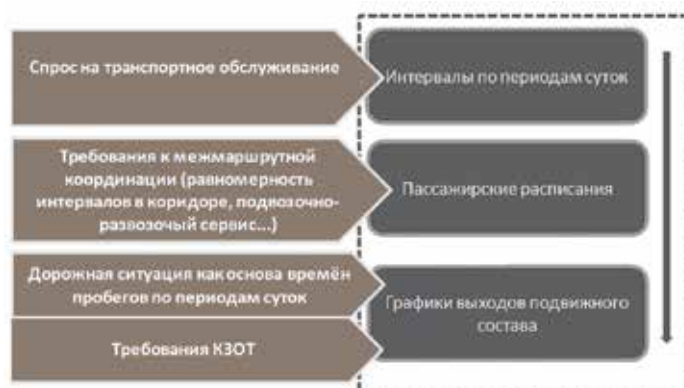 Спрос на транспортное обслуживание
Интервалы по периодам суток
Требования к межмаршрутной
координации (равномерность
интервалов в коридоре, подвозочно-
развозочый сервис...)
Пассажирские расписания
Дорожная ситуация как основа времён
пробегов по периодам суток
Требования КЗОТ
Графики выходов подвижного
состава